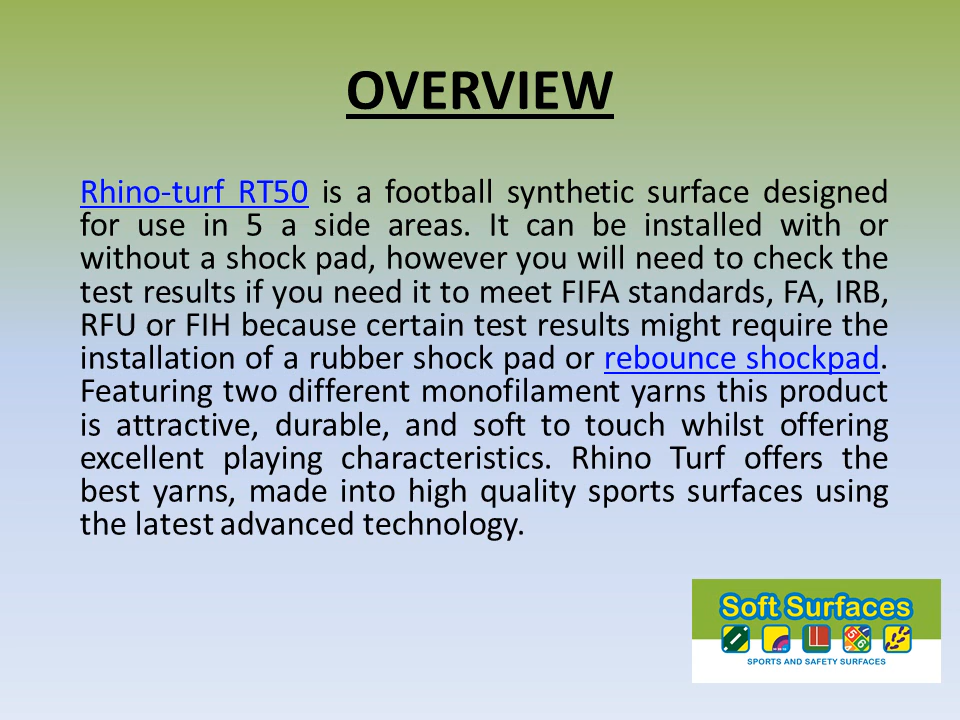 OVERVIEW
Rhino-turf RT50 is a football synthetic surface designed
for use in 5 a side areas. It can be installed with or
without a shock pad, however you will need to check the
test results if you need it to meet FIFA standards, FA, IRB,
RFU or FIH because certain test results might require the
installation of a rubber shock pad or rebounce shockpad.
Featuring two different monofilament yarns this product
is attractive, durable, and soft to touch whilst offering
excellent playing characteristics. Rhino Turf offers the
best yarns, made into high quality sports surfaces using
the latest advanced technology.
Soft Surfaces
SPORTS AND SAFETY SURFACES